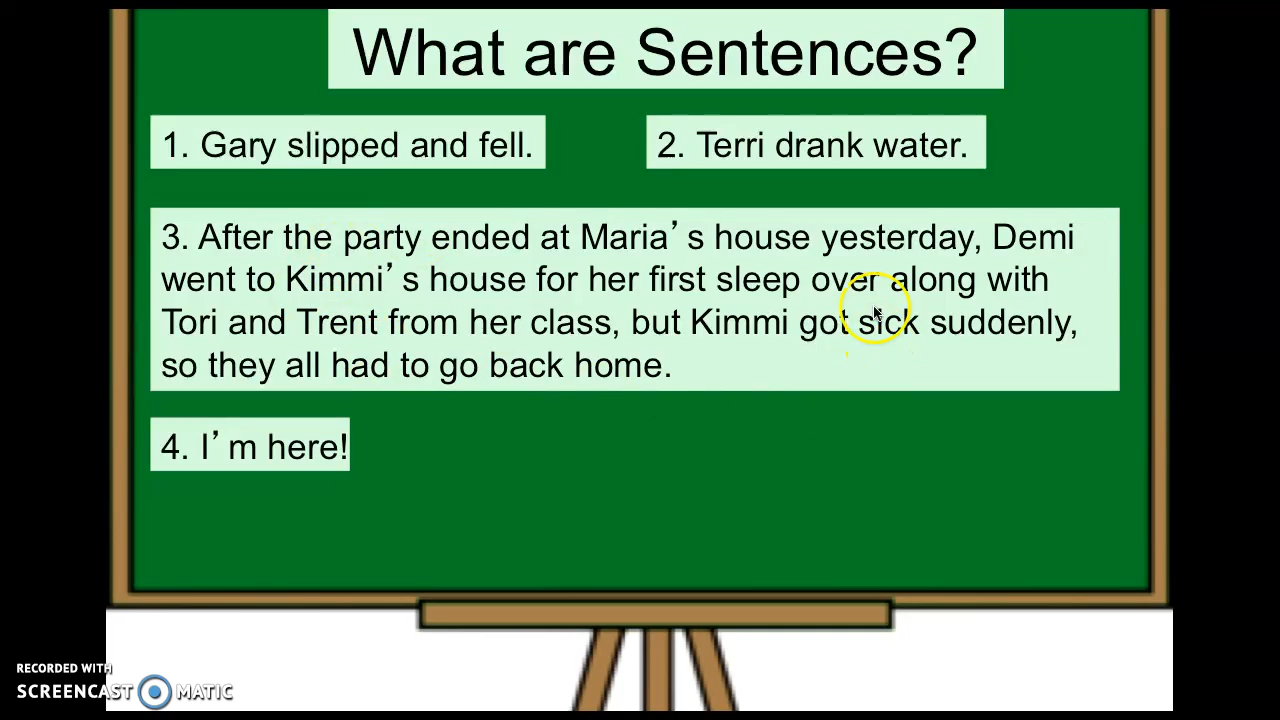 What are Sentences?
1. Gary slipped and fell.
2. Terri drank water.
3. After the party ended at Maria’s house yesterday, Demi
went to Kimmi’s house for her first sleep over along with
Tori and Trent from her class, but Kimmi got sick suddenly,
so they all had to go back home.
4. I’m here!
RECORDED WITH
SCREENCAST MATIC